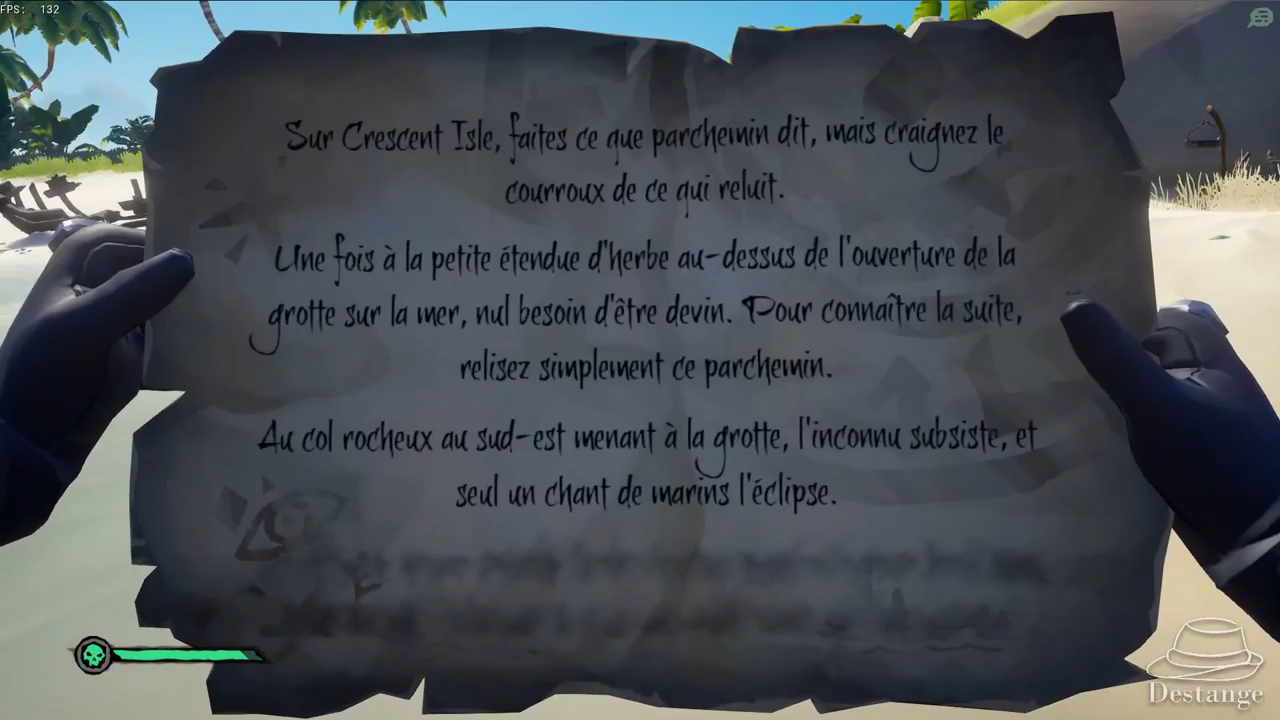 FPS: 132
Sur Crescent Isle, faites ce que parchemin dit, mais craignez le
courroux de ce qui reluit.
Une fois à la petite étendue d'herbe au-dessus de l'ouverture de la
grotte sur la mer, nul besoin d'être devin. Pour connaître la suite,
relisez simplement ce parchemin.
Au col rocheux au sud-est menant à la grotte, l'inconnu subsiste, et
seul un chant de marins l'éclipse.
Destange